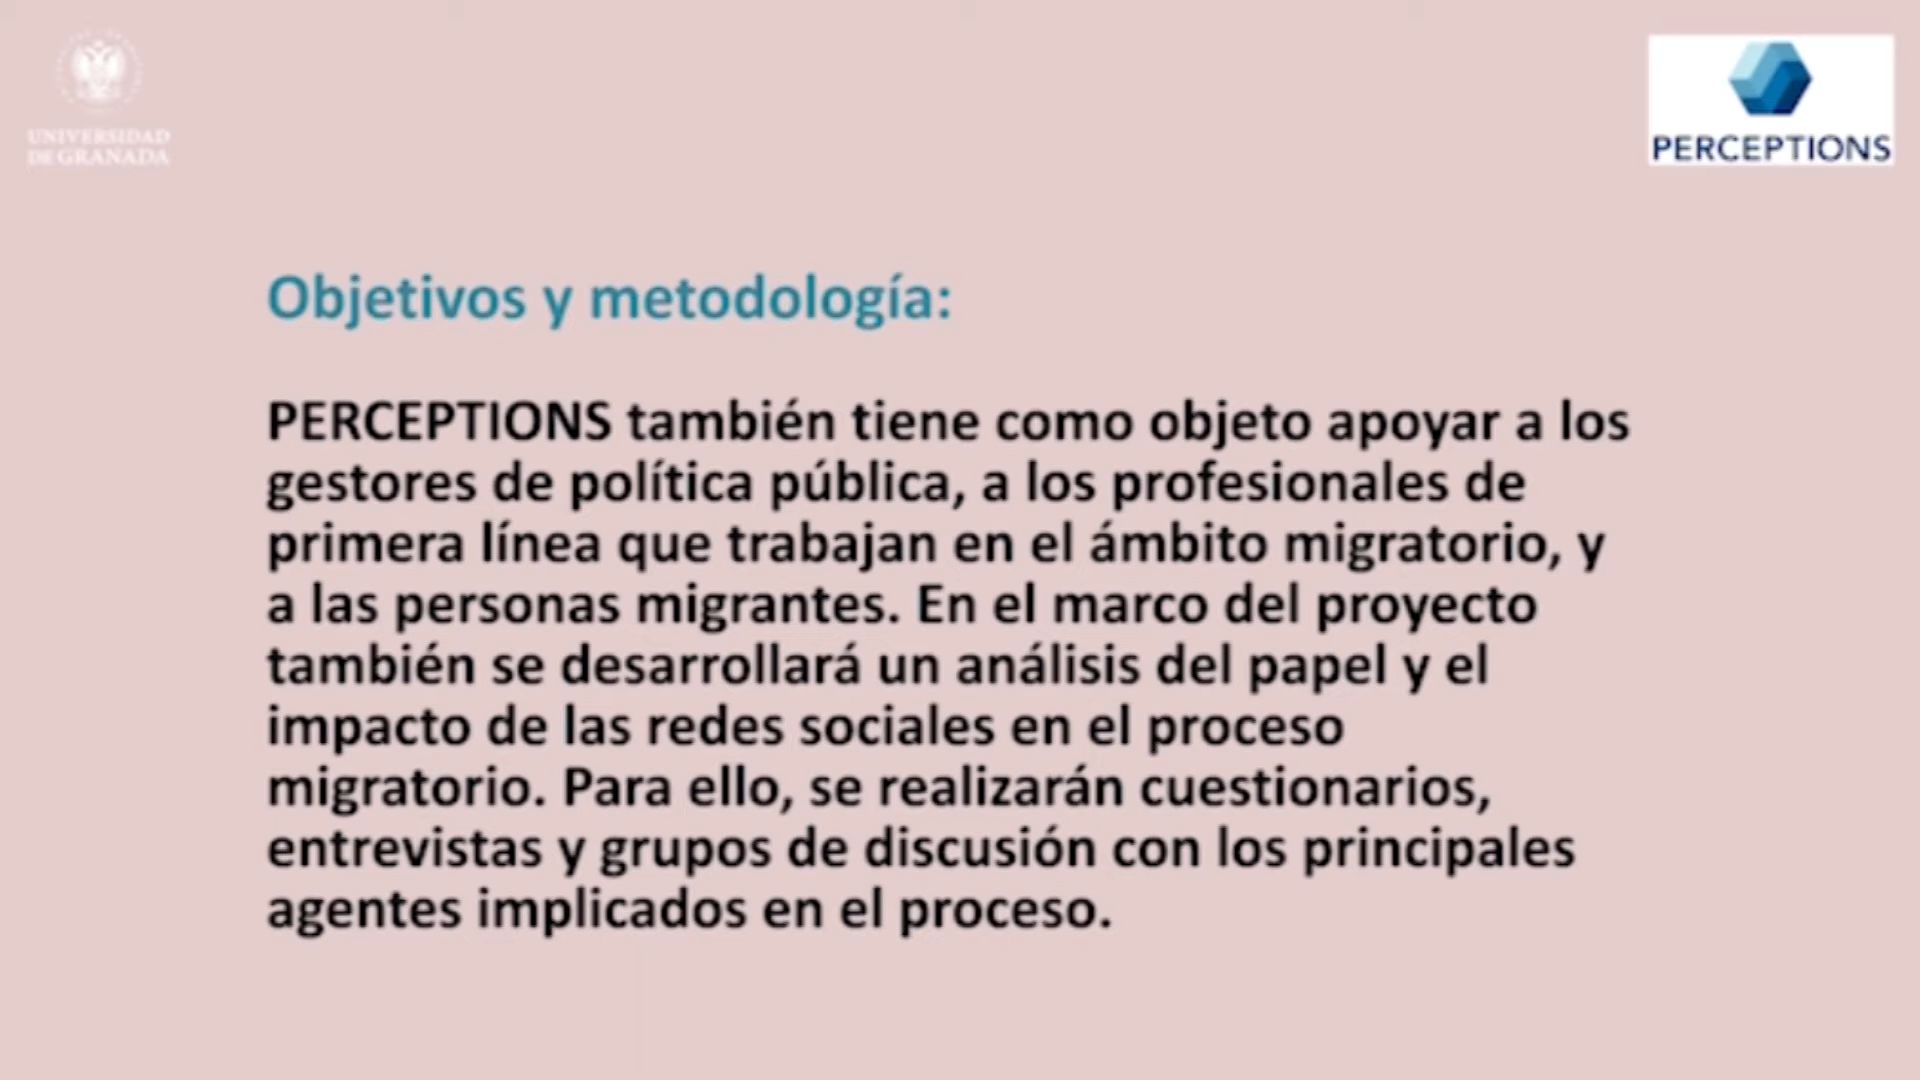 UNIVERSIDAD
DE GRANADA
PERCEPTIONS
Objetivos y metodología:
PERCEPTIONS también tiene como objeto apoyar a los
gestores de política pública, a los profesionales de
primera línea que trabajan en el ámbito migratorio, y
a las personas migrantes. En el marco del proyecto
también se desarrollará un análisis del papel y el
impacto de las redes sociales en el proceso
migratorio. Para ello, se realizarán cuestionarios,
entrevistas y grupos de discusión con los principales
agentes implicados en el proceso.